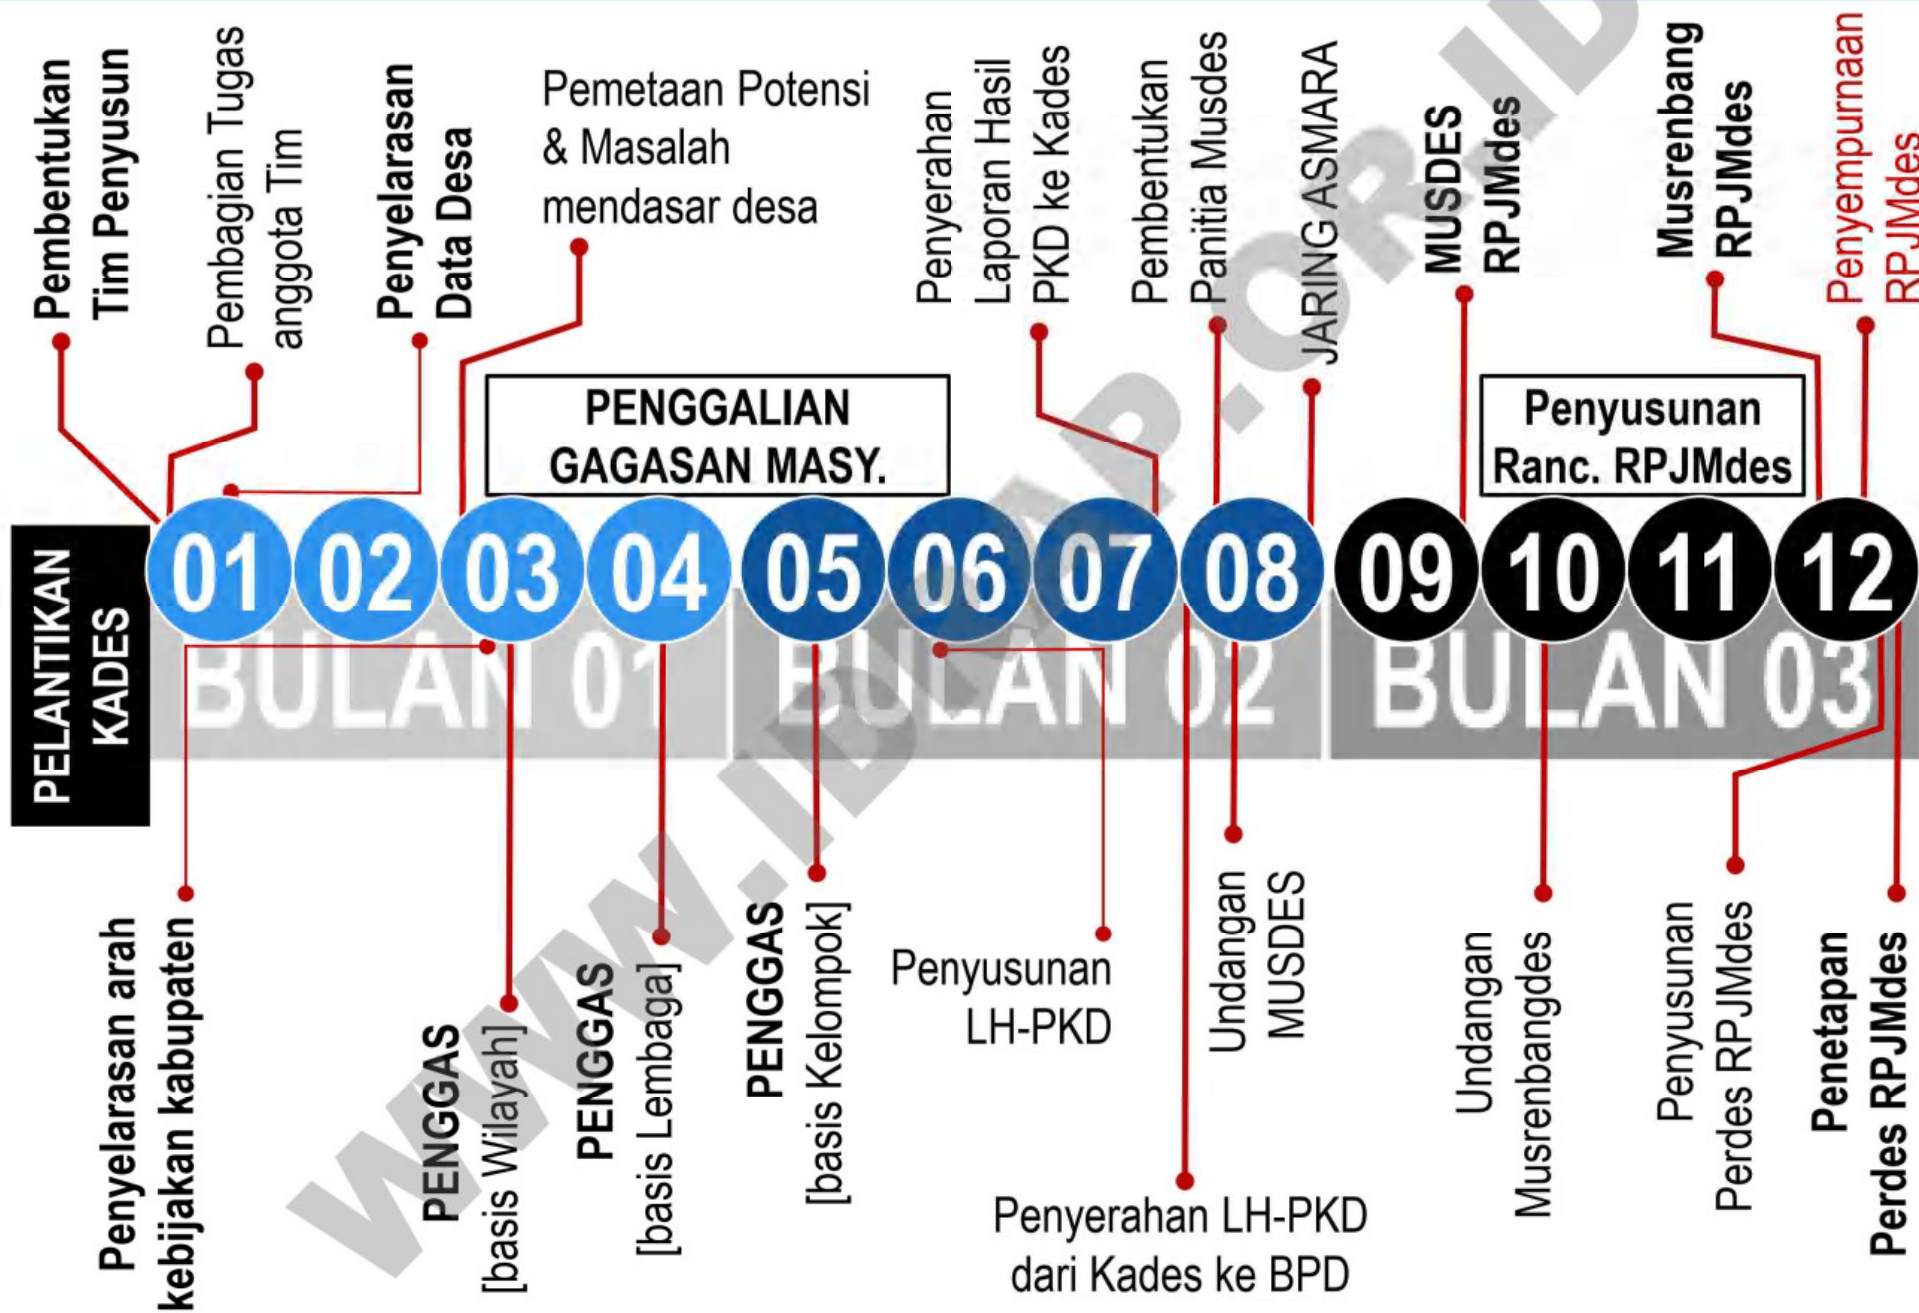 Pembentukan
Tim Penyusun
Pembagian Tugas
anggota Tim
Penyelarasan
Data Desa
Pemetaan Potensi
& Masalah
mendasar desa
Penyerahan
Laporan Hasil
PKD ke Kades
Pembentukan
Panitia Musdes
JARING ASMARA
MUSDES
RPJMdes
Musrenbang
RPJMdes
Penyempurnaan
RPJMdes
PENGGALIAN
GAGASAN MASY.
Penyusunan
Ranc. RPJMdes
PELANTIKAN
KADES
01 02 03 04 05 06 07 08 09 10 11 12
BULAN 01 BULAN 02 BULAN 03
Penyelarasan arah
kebijakan kabupaten
PENGGAS
[basis Wilayah]
PENGGAS
[basis Lembaga]
PENGGAS
[basis Kelompok]
Penyusunan
LH-PKD
Penyerahan LH-PKD
dari Kades ke BPD
Undangan
MUSDES
Undangan
Musrenbangdes
Penyusunan
Perdes RPJMdes
Penetapan
Perdes RPJMdes
WWW.IDRAP.OR.ID